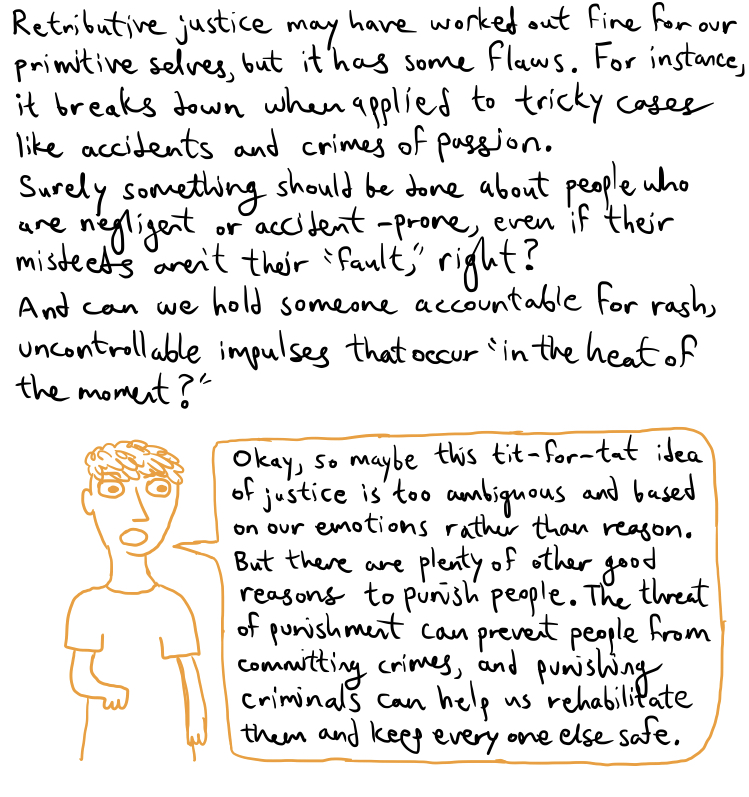 Retributive justice may have worked out fine for our
primitive selves, but it has some flaws. For instance,
it breaks down when applied to tricky cases
like accidents and crimes of passion.
Surely something should be done about people who
are negligent or accident-prone, even if their
misdeeds aren't their "fault," right?
And can we hold someone accountable for rash,
uncontrollable impulses that occur "in the heat of
the moment?"
Okay, so maybe this tit-for-tat idea
of justice is too ambiguous and based
on our emotions rather than reason.
But there are plenty of other good
reasons to punish people. The threat
of punishment can prevent people from
committing crimes, and punishing
criminals can help us rehabilitate
them and keep everyone else safe.